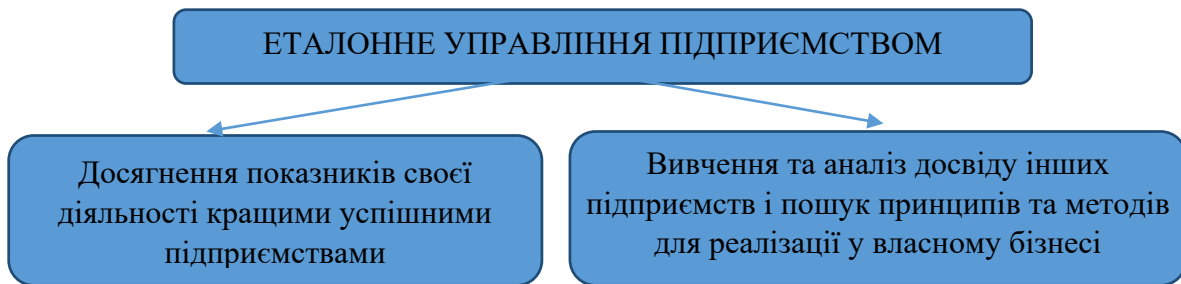 ЕТАЛОННЕ УПРАВЛІННЯ ПІДПРИЄМСТВОМ
Досягнення показників своєї
діяльності кращими успішними
підприємствами
Вивчення та аналіз досвіду інших
підприємств і пошук принципів та методів
для реалізації у власному бізнесі